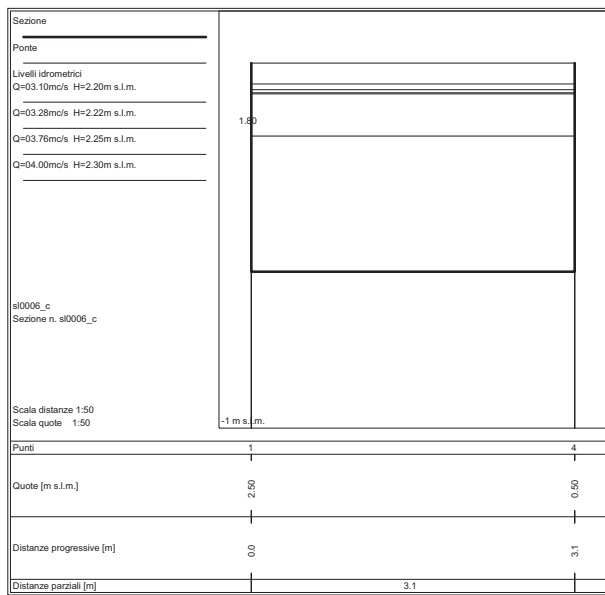 Sezione
Ponte
Livelli idrometrici
Q=03.10mc/s H=2.20m s.l.m.
Q=03.28mc/s H=2.22m s.l.m.
Q=03.76mc/s H=2.25m s.l.m.
Q=04.00mc/s H=2.30m s.l.m.
1.80
sl0006_c
Sezione n. sl0006_c
Scala distanze 1:50
Scala quote 1:50
-1 m s.l.m.
Punti 1 4
Quote [m s.l.m.] 2.50 0.50
Distanze progressive [m] 0.0 3.1
Distanze parziali [m] 3.1